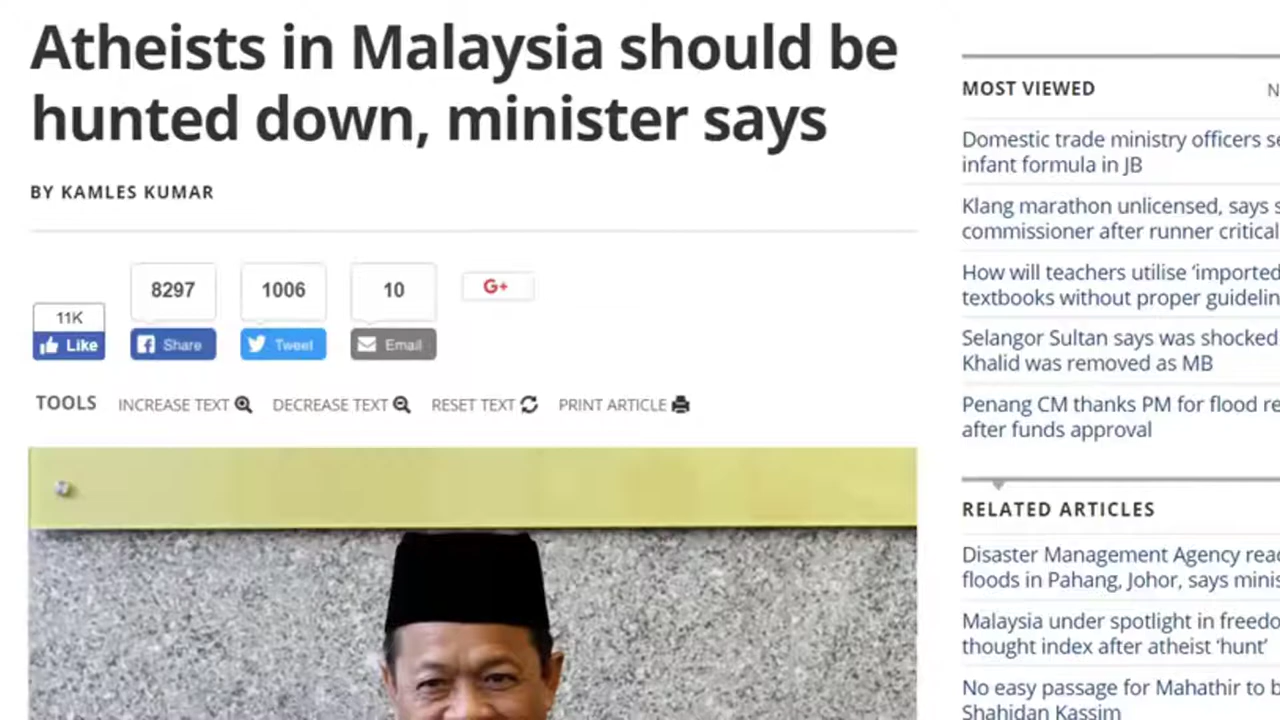 Atheists in Malaysia should be
hunted down, minister says
BY KAMLES KUMAR
11K
Like
8297
Share
1006
Tweet
10
Email
G+
TOOLS INCREASE TEXT DECREASE TEXT RESET TEXT PRINT ARTICLE
MOST VIEWED
Domestic trade ministry officers
infant formula in JB
Klang marathon unlicensed, says
commissioner after runner
How will teachers utilise ‘imported
textbooks without proper
Selangor Sultan says was shocked
Khalid was removed as MB
Penang CM thanks PM for flood
after funds approval
RELATED ARTICLES
Disaster Management Agency
floods in Pahang, Johor, says
Malaysia under spotlight in
thought index after atheist ‘hunt’
No easy passage for Mahathir to
Shahidan Kassim